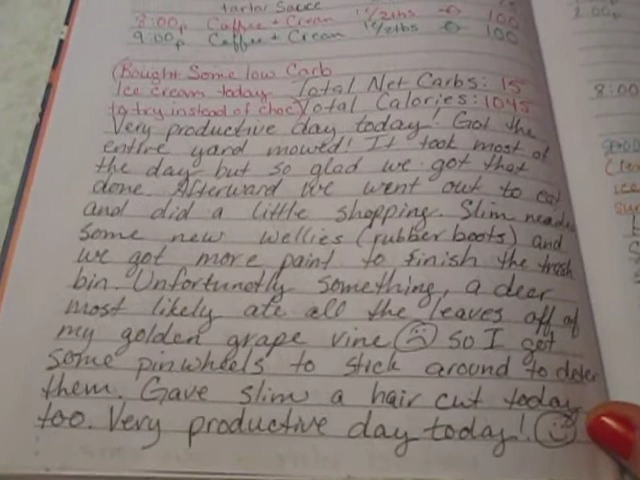 tartar Sauce
8:00p Coffee + Cream 1 1/2 tbs -0- 100
9:00p Coffee + Cream 1 1/2 tbs -0- 100
(Bought Some low Carb
Ice cream today Total Net Carbs: 15
to try instead of choc) Total Calories: 1045
Very productive day today! Got the
entire yard mowed! It took most of
the day but so glad we got that
done. Afterward we went out to eat
and did a little shopping. Slim needed
some new wellies (rubber boots) and
we got more paint to finish the trash
bin. Unfortunetly something, a deer
most likely ate all the leaves off of
my golden grape vine ☹ so I got
some pinwheels to stick around to deter
them. Gave slim a hair cut today
too. Very productive day today! ☺
2:00p
8:00